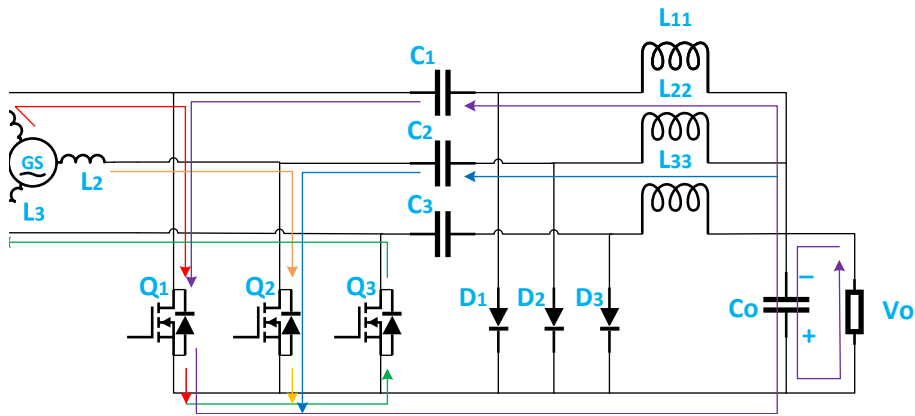 L11
C1
L22
C2
L33
GS
L2
L3
C3
Q1
Q2
Q3
D1
D2
D3
Co
−
+
Vo